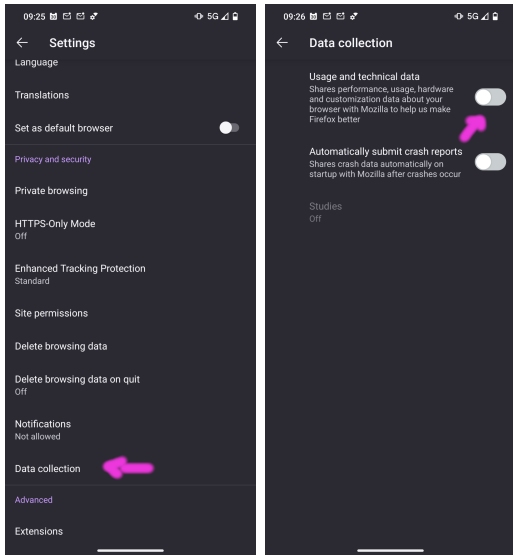 09:25
5G
Settings
Language
Translations
Set as default browser
Privacy and security
Private browsing
HTTPS-Only Mode
Off
Enhanced Tracking Protection
Standard
Site permissions
Delete browsing data
Delete browsing data on quit
Off
Notifications
Not allowed
Data collection
Advanced
Extensions
09:26
5G
Data collection
Usage and technical data
Shares performance, usage, hardware
and customization data about your
browser with Mozilla to help us make
Firefox better
Automatically submit crash reports
Shares crash data automatically on
startup with Mozilla after crashes occur
Studies
Off